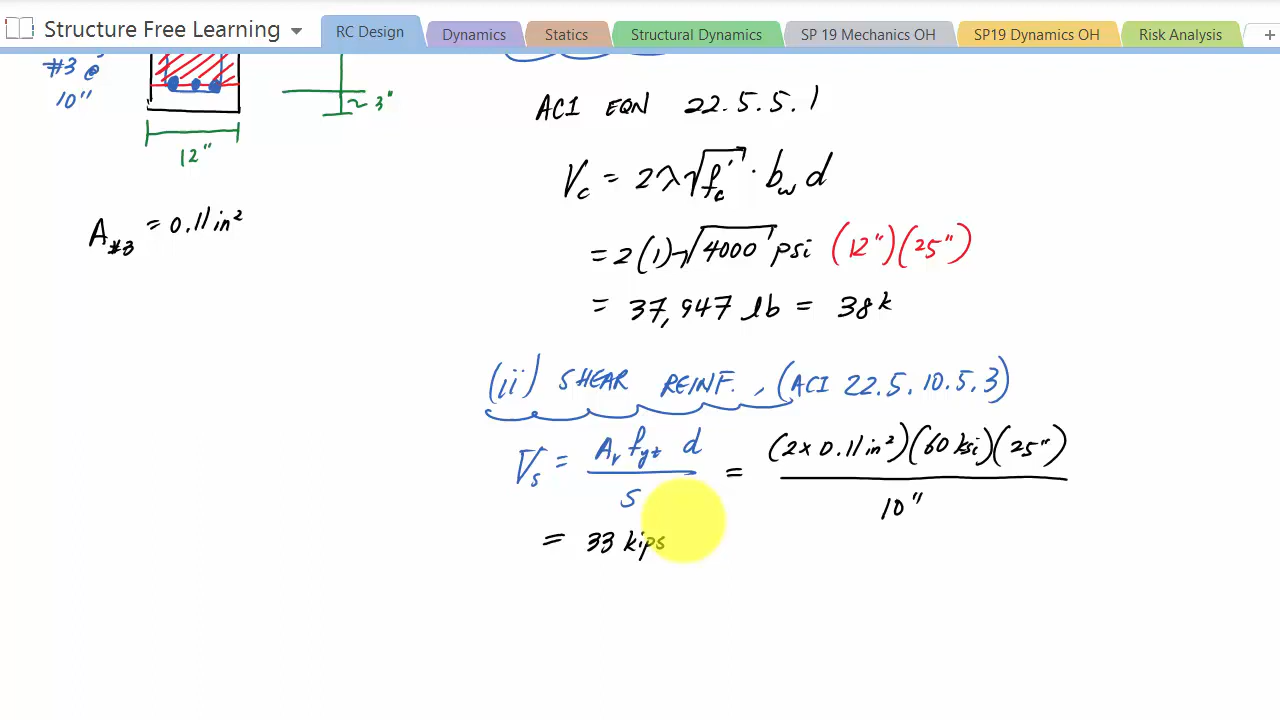 Structure Free Learning
RC Design
Dynamics
Statics
Structural Dynamics
SP 19 Mechanics OH
SP19 Dynamics OH
Risk Analysis
+
#3 @
10"
~3"
12"
A#3 = 0.11 in²
ACI EQN 22.5.5.1
Vc = 2λ√fc' · bw d
= 2(1)√4000 psi (12")(25")
= 37,947 lb = 38k
(ii) SHEAR REINF., (ACI 22.5.10.5.3)
Vs = Av fyt d / s = (2 x 0.11 in²)(60 ksi)(25") / 10"
= 33 kips